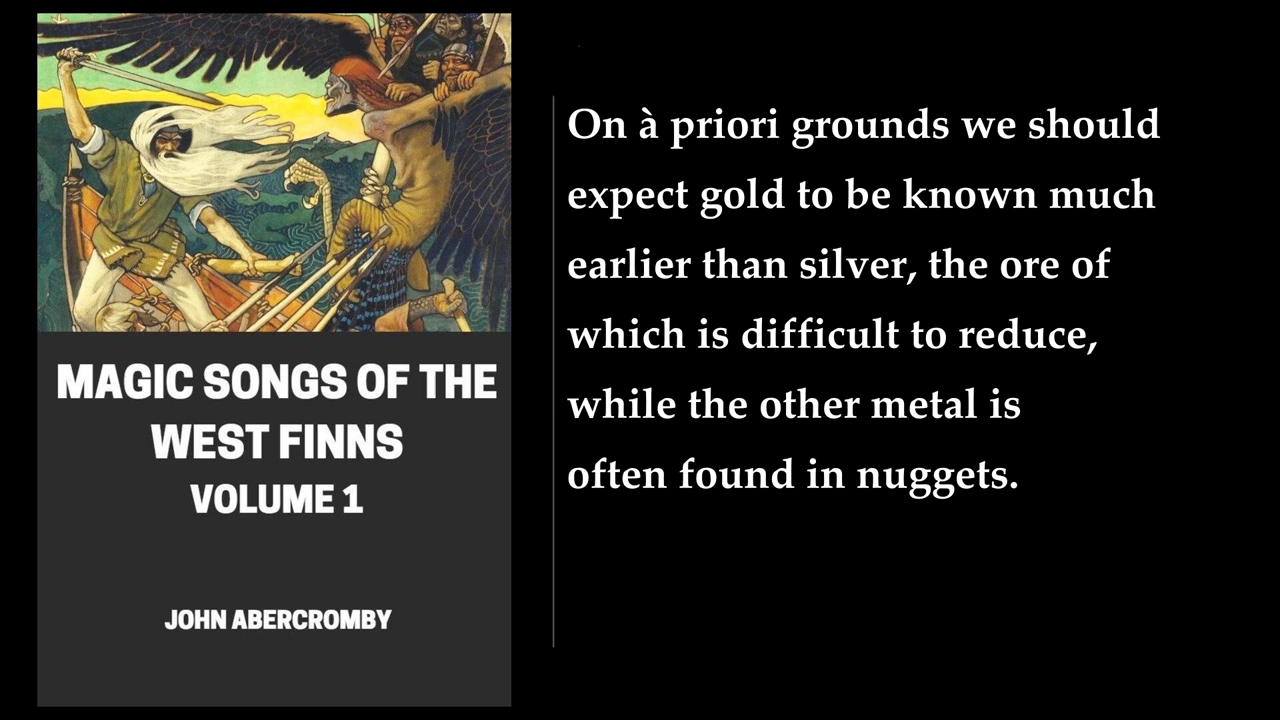 MAGIC SONGS OF THE
WEST FINNS
VOLUME 1
JOHN ABERCROMBY
On à priori grounds we should
expect gold to be known much
earlier than silver, the ore of
which is difficult to reduce,
while the other metal is
often found in nuggets.